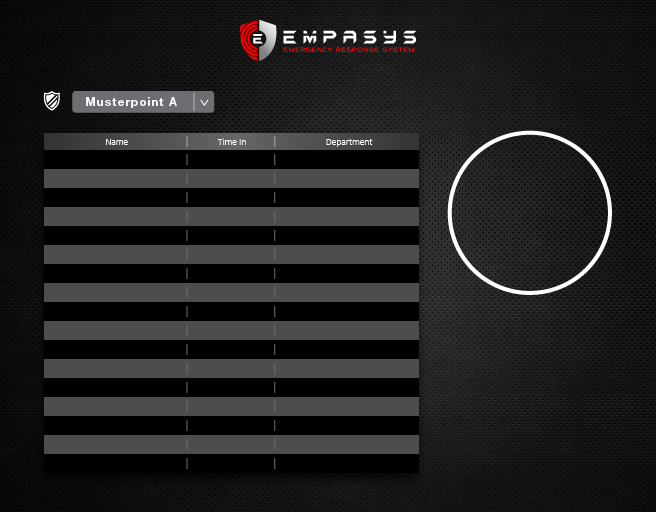 EMPASYS
EMERGENCY RESPONSE SYSTEM
Musterpoint A
Name Time In Department